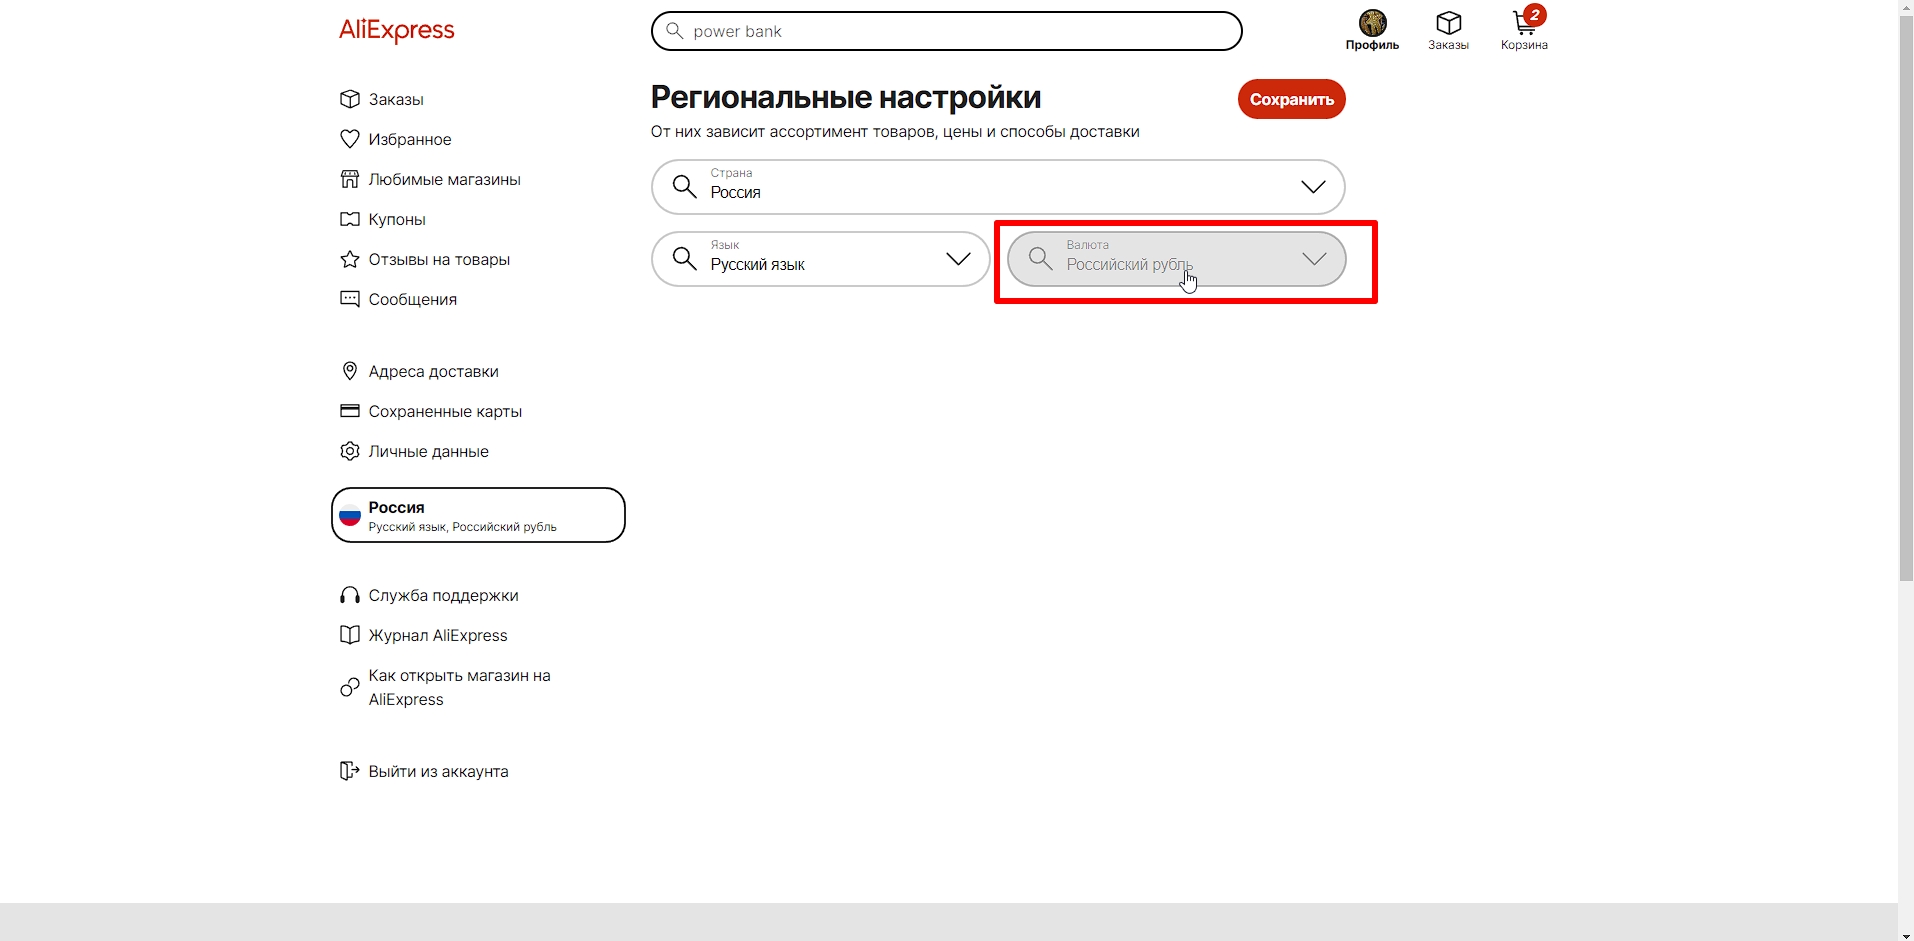 AliExpress
power bank
Профиль
Заказы
2
Корзина
Заказы
Избранное
Любимые магазины
Купоны
Отзывы на товары
Сообщения
Адреса доставки
Сохраненные карты
Личные данные
Россия
Русский язык, Российский рубль
Служба поддержки
Журнал AliExpress
Как открыть магазин на
AliExpress
Выйти из аккаунта
Региональные настройки
Сохранить
От них зависит ассортимент товаров, цены и способы доставки
Страна
Россия
Язык
Русский язык
Валюта
Российский рубль